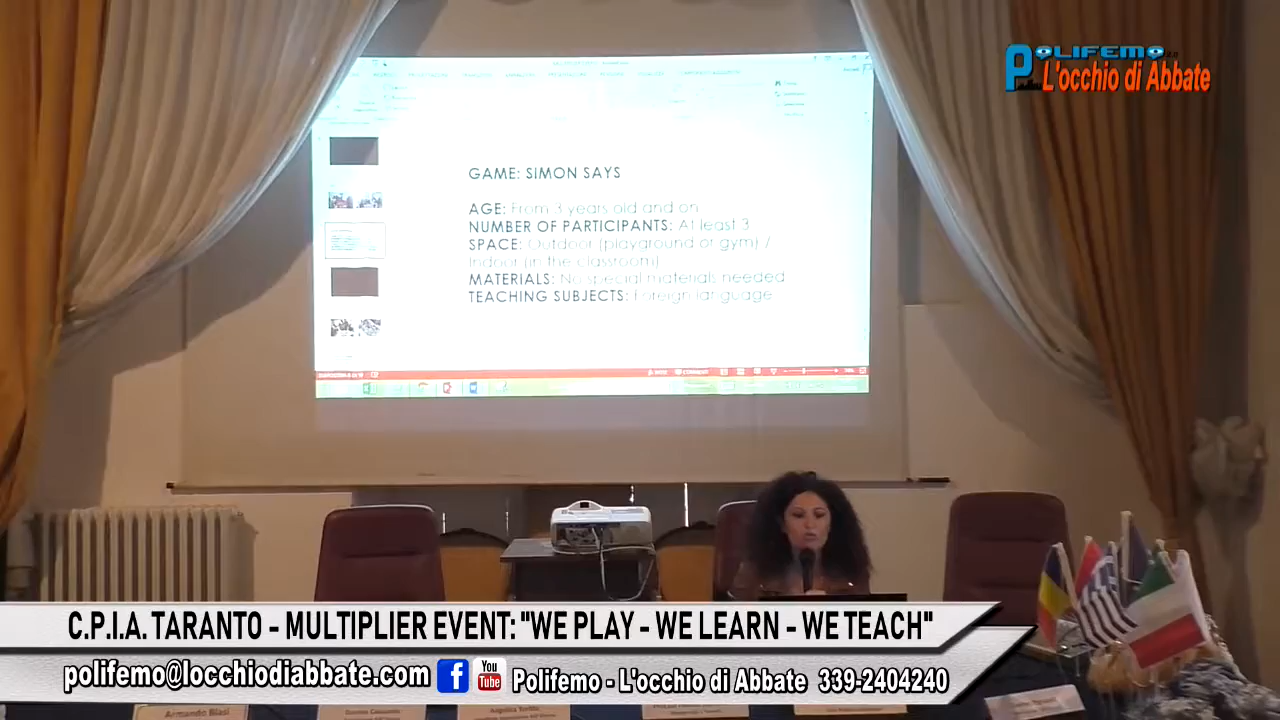 POLIFEMO
L'occhio di Abbate
GAME: SIMON SAYS
AGE: From 3 years old and on
NUMBER OF PARTICIPANTS: At least 3
SPACE: Outdoor (playground or gym) /
Indoor (in the classroom)
MATERIALS: No special materials needed
TEACHING SUBJECTS: Foreign language
C.P.I.A. TARANTO - MULTIPLIER EVENT: "WE PLAY - WE LEARN - WE TEACH"
polifemo@locchiodiabbate.com f You Tube Polifemo - L'occhio di Abbate 339-2404240
Armando Blasi